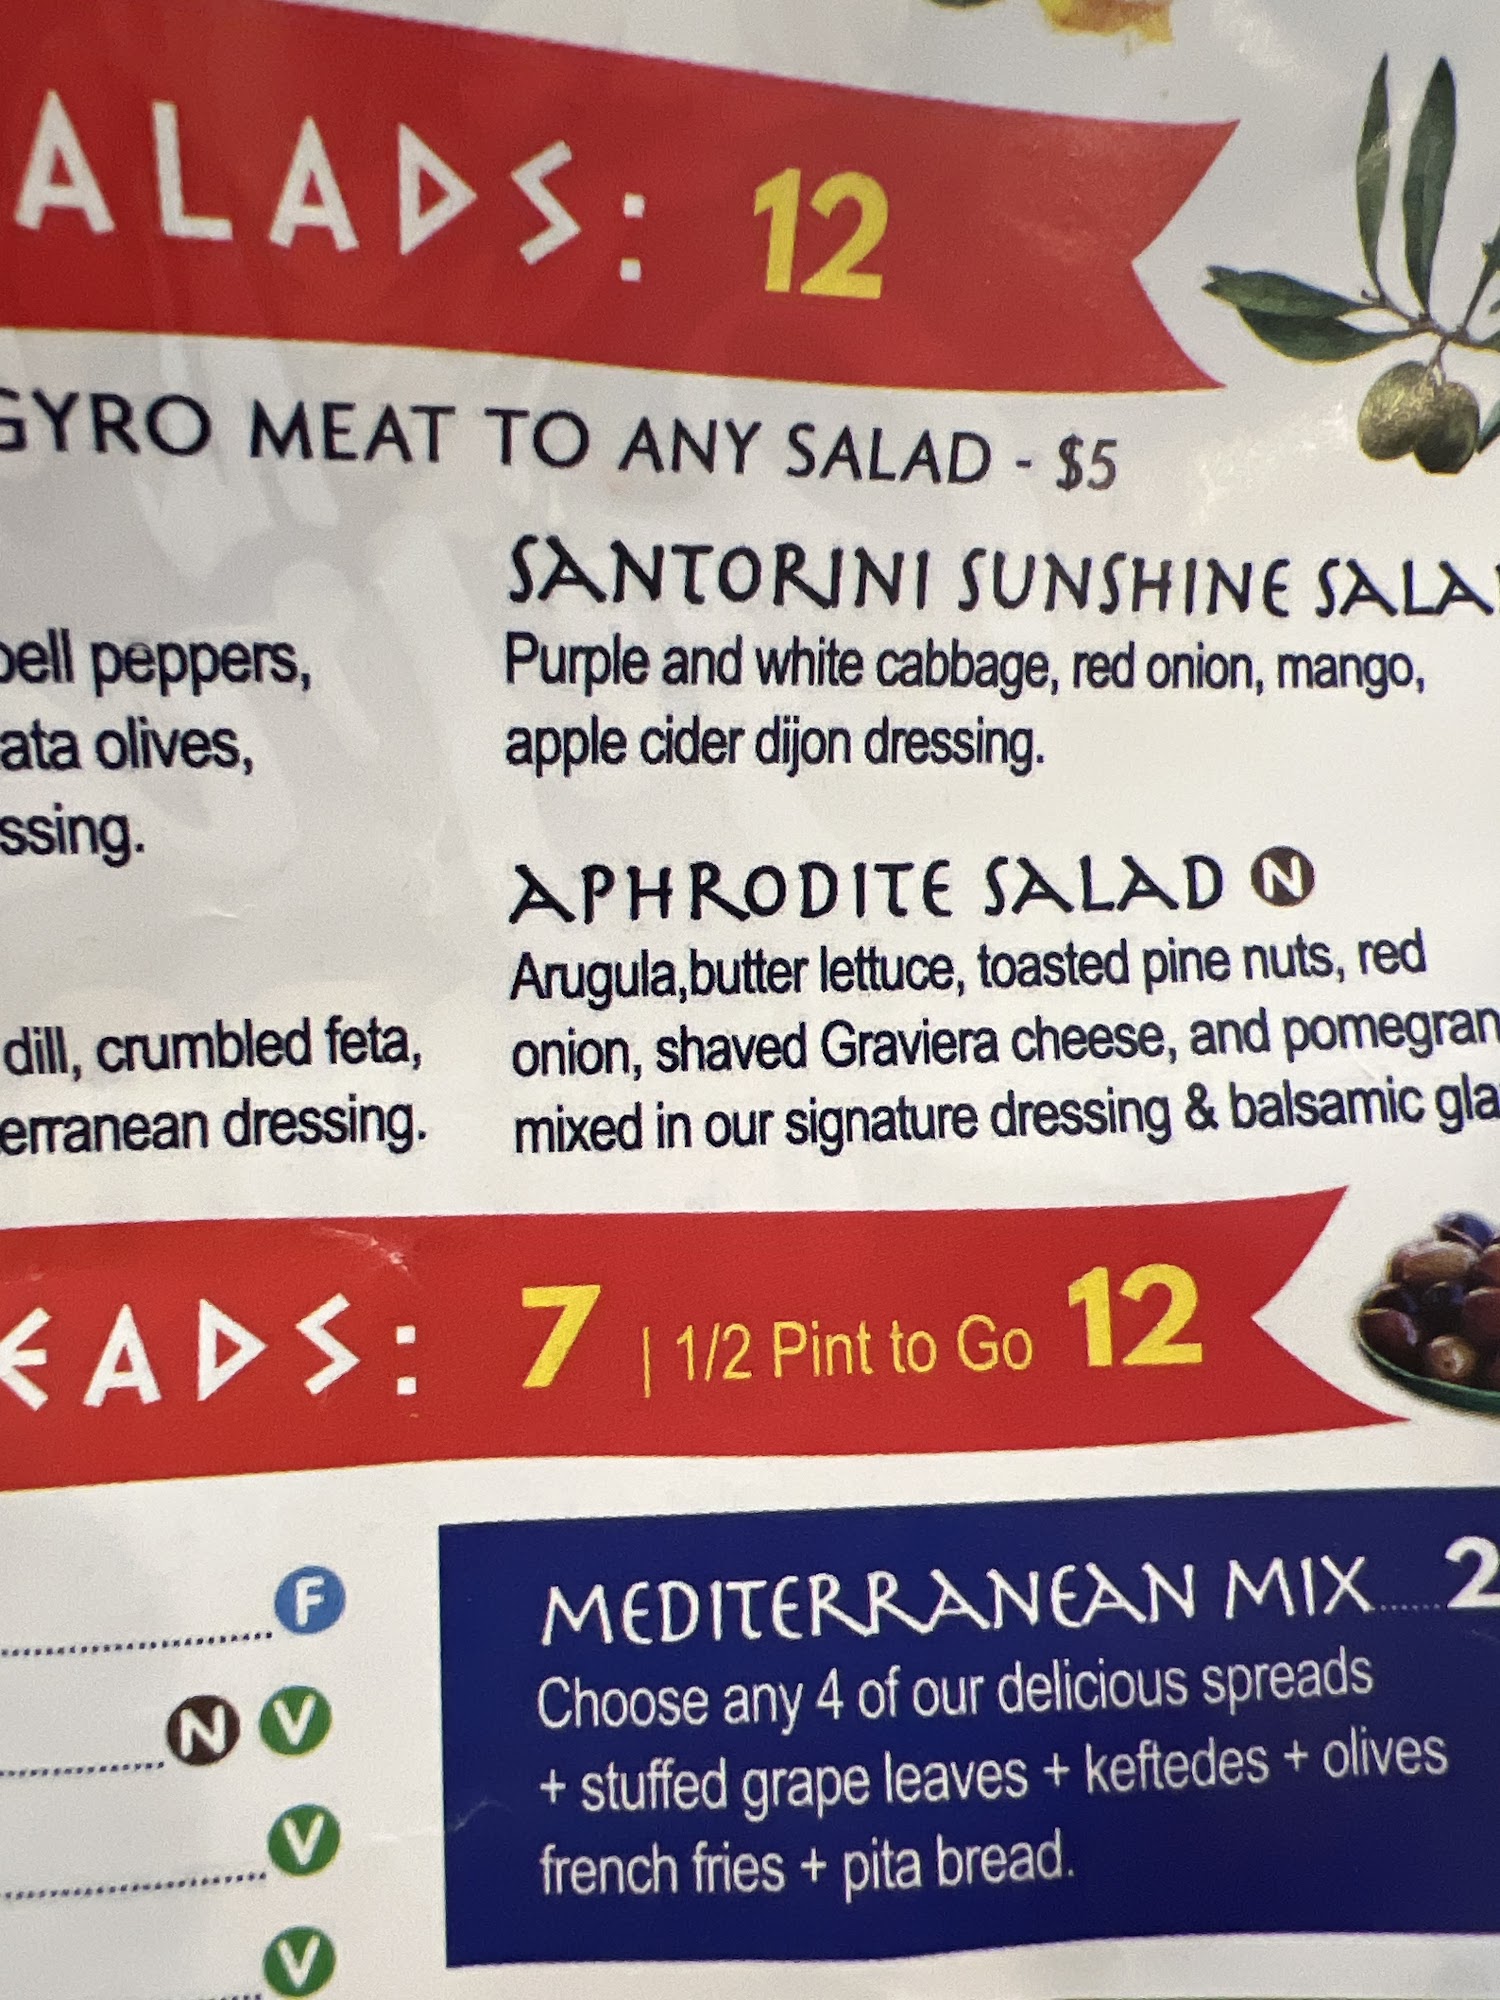 ALADS: 12
GYRO MEAT TO ANY SALAD - $5
bell peppers,
ata olives,
ssing.
dill, crumbled feta,
erranean dressing.
SANTORINI SUNSHINE SALA
Purple and white cabbage, red onion, mango,
apple cider dijon dressing.
APHRODITE SALAD N
Arugula,butter lettuce, toasted pine nuts, red
onion, shaved Graviera cheese, and pomegran
mixed in our signature dressing & balsamic gla
EADS: 7 | 1/2 Pint to Go 12
F
N V
V
V
MEDITERRANEAN MIX......2
Choose any 4 of our delicious spreads
+ stuffed grape leaves + keftedes + olives
french fries + pita bread.